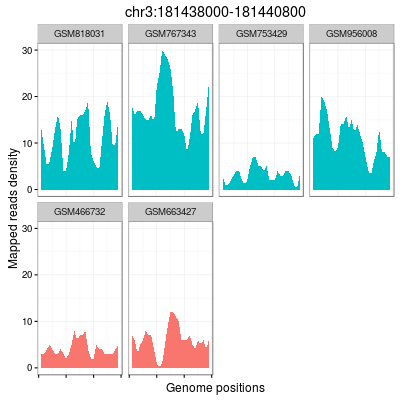 chr3:181438000-181440800
GSM818031 GSM767343 GSM753429 GSM956008
30
20
10
0
Mapped reads density
GSM466732 GSM663427
30
20
10
0
Genome positions